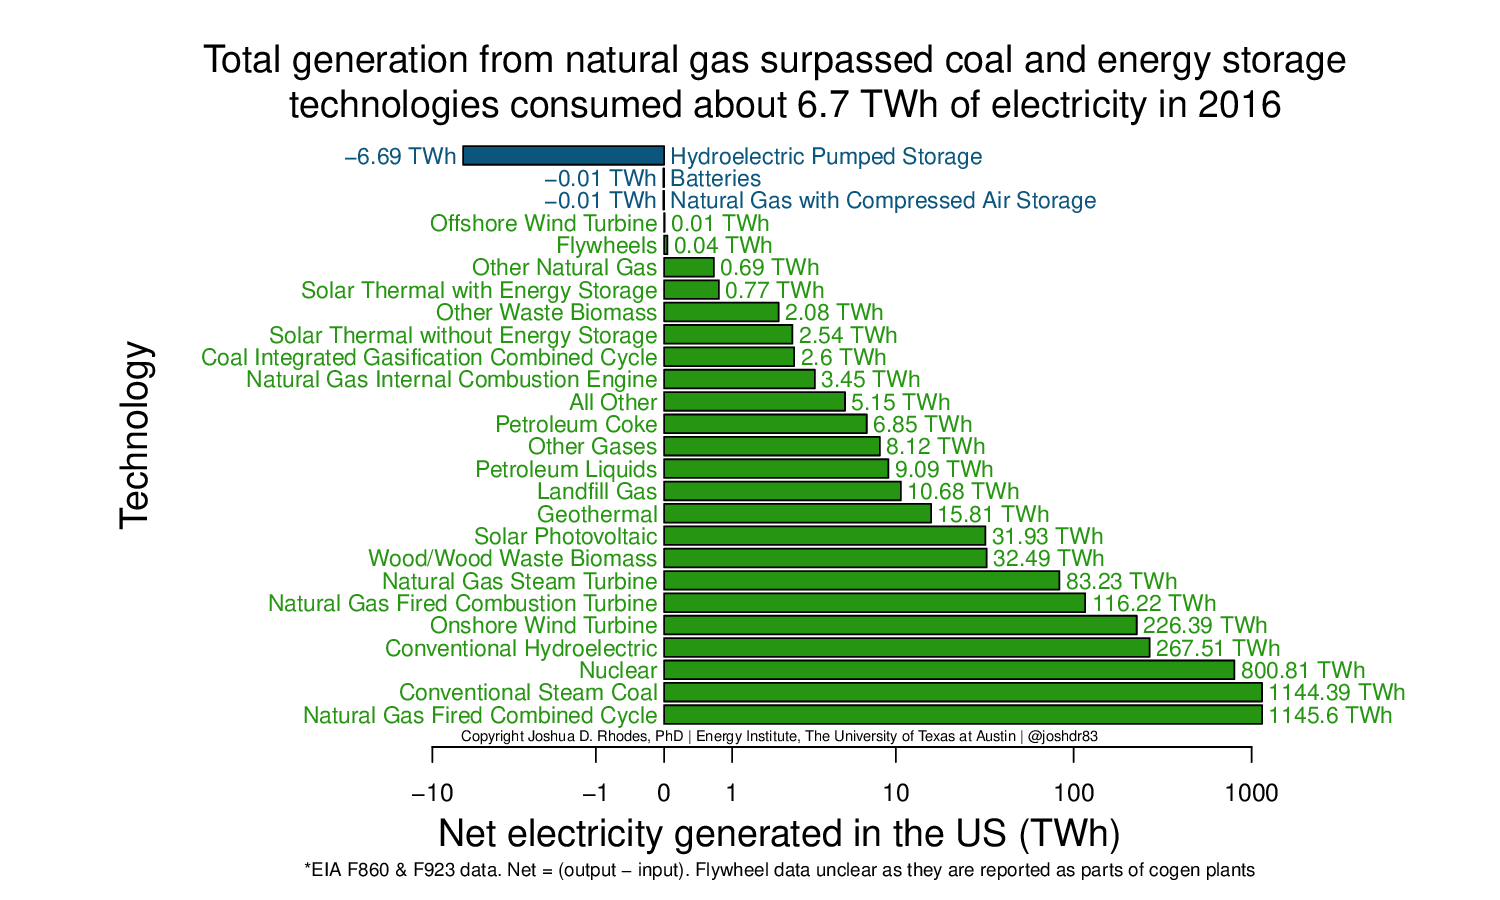 Total generation from natural gas surpassed coal and energy storage
technologies consumed about 6.7 TWh of electricity in 2016
−6.69 TWh Hydroelectric Pumped Storage
−0.01 TWh Batteries
−0.01 TWh Natural Gas with Compressed Air Storage
Offshore Wind Turbine 0.01 TWh
Flywheels 0.04 TWh
Other Natural Gas 0.69 TWh
Solar Thermal with Energy Storage 0.77 TWh
Other Waste Biomass 2.08 TWh
Solar Thermal without Energy Storage 2.54 TWh
Coal Integrated Gasification Combined Cycle 2.6 TWh
Natural Gas Internal Combustion Engine 3.45 TWh
All Other 5.15 TWh
Petroleum Coke 6.85 TWh
Other Gases 8.12 TWh
Petroleum Liquids 9.09 TWh
Landfill Gas 10.68 TWh
Geothermal 15.81 TWh
Solar Photovoltaic 31.93 TWh
Wood/Wood Waste Biomass 32.49 TWh
Natural Gas Steam Turbine 83.23 TWh
Natural Gas Fired Combustion Turbine 116.22 TWh
Onshore Wind Turbine 226.39 TWh
Conventional Hydroelectric 267.51 TWh
Nuclear 800.81 TWh
Conventional Steam Coal 1144.39 TWh
Natural Gas Fired Combined Cycle 1145.6 TWh
Technology
Copyright Joshua D. Rhodes, PhD | Energy Institute, The University of Texas at Austin | @joshdr83
−10 −1 0 1 10 100 1000
Net electricity generated in the US (TWh)
*EIA F860 & F923 data. Net = (output − input). Flywheel data unclear as they are reported as parts of cogen plants